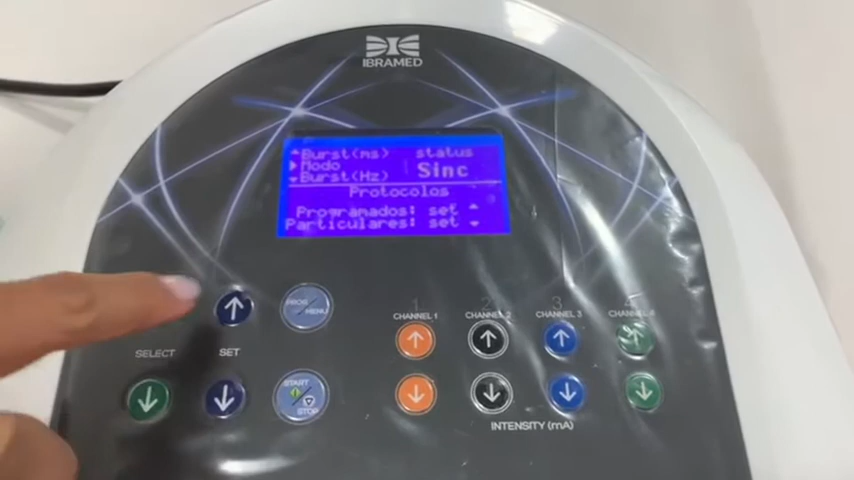 IBRAMED
Burst(ms) status
Modo Sinc
Burst(Hz)
Protocolos
Programados: set
Particulares: set
PROG MENU
1 2 3 4
CHANNEL 1 CHANNEL 2 CHANNEL 3 CHANNEL 4
SELECT SET
START
STOP
INTENSITY (mA)